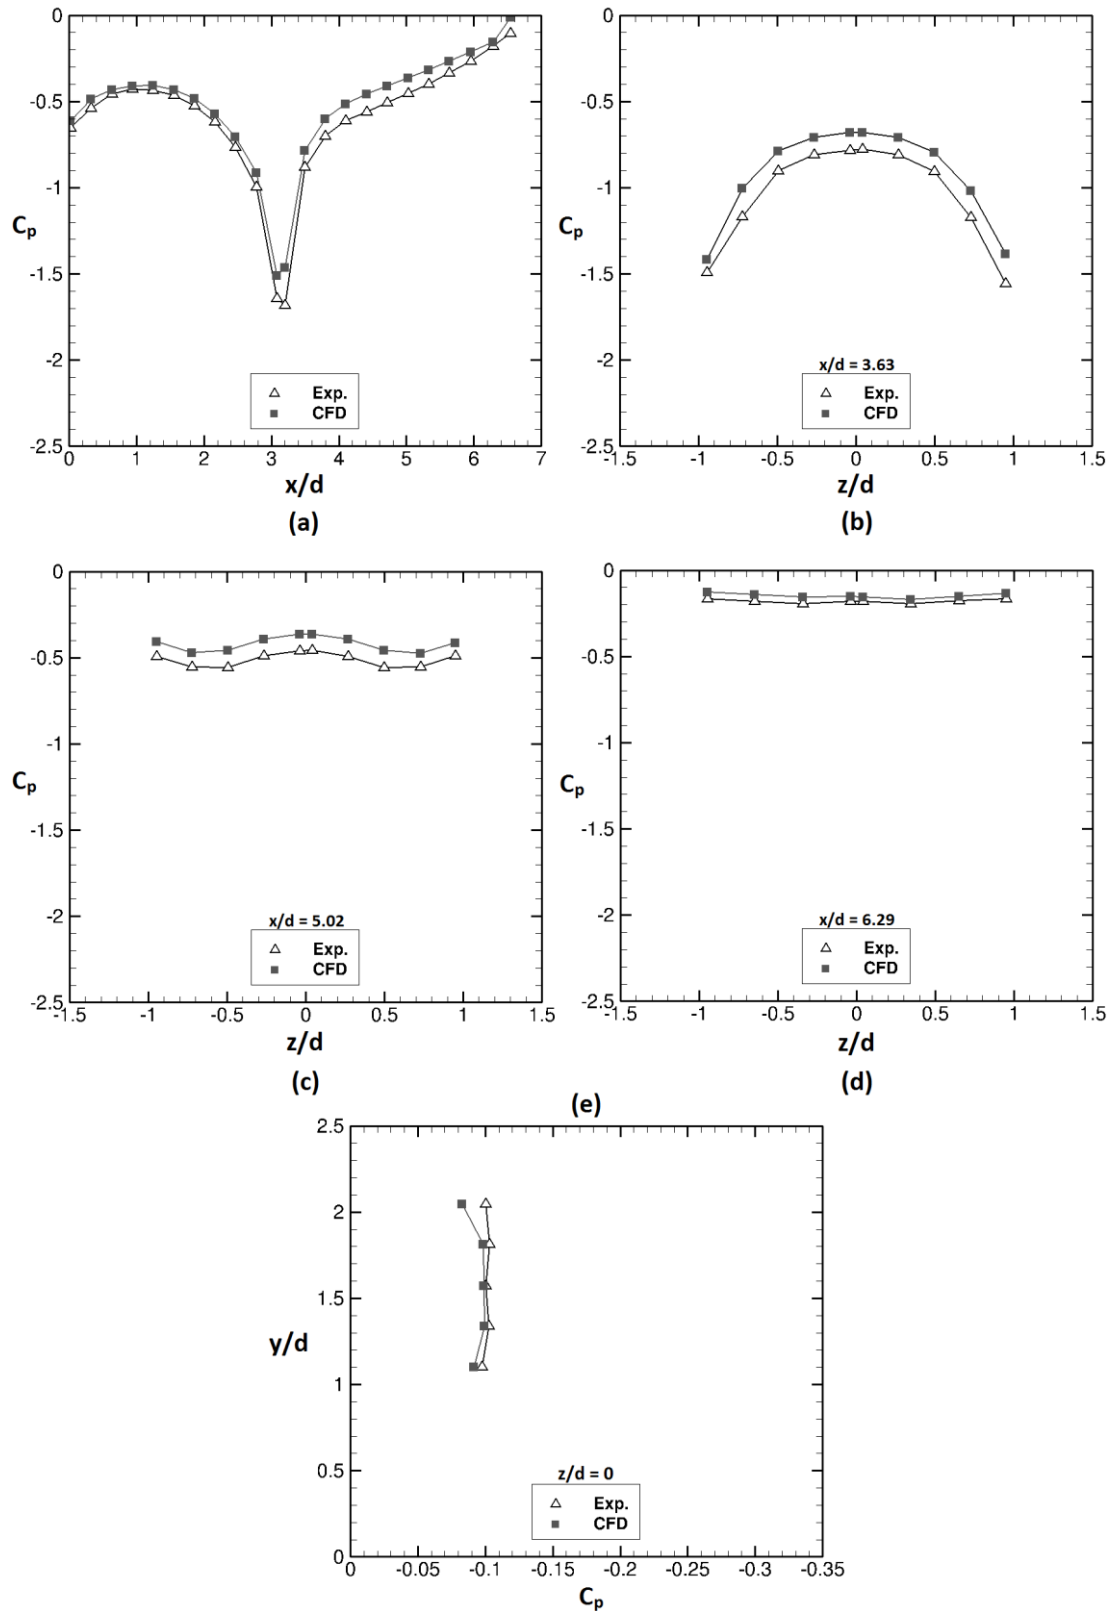 0
-0.5
-1
Cp
-1.5
-2
-2.5
Exp.
CFD
0 1 2 3 4 5 6 7
x/d
(a)
0
-0.5
-1
Cp
-1.5
-2
-2.5
x/d = 3.63
Exp.
CFD
-1.5 -1 -0.5 0 0.5 1 1.5
z/d
(b)
0
-0.5
-1
Cp
-1.5
-2
-2.5
x/d = 5.02
Exp.
CFD
-1.5 -1 -0.5 0 0.5 1 1.5
z/d
(c)
0
-0.5
-1
Cp
-1.5
-2
-2.5
x/d = 6.29
Exp.
CFD
-1.5 -1 -0.5 0 0.5 1 1.5
z/d
(d)
(e)
2.5
2
1.5
y/d
1
0.5
0
z/d = 0
Exp.
CFD
0 -0.05 -0.1 -0.15 -0.2 -0.25 -0.3 -0.35
Cp